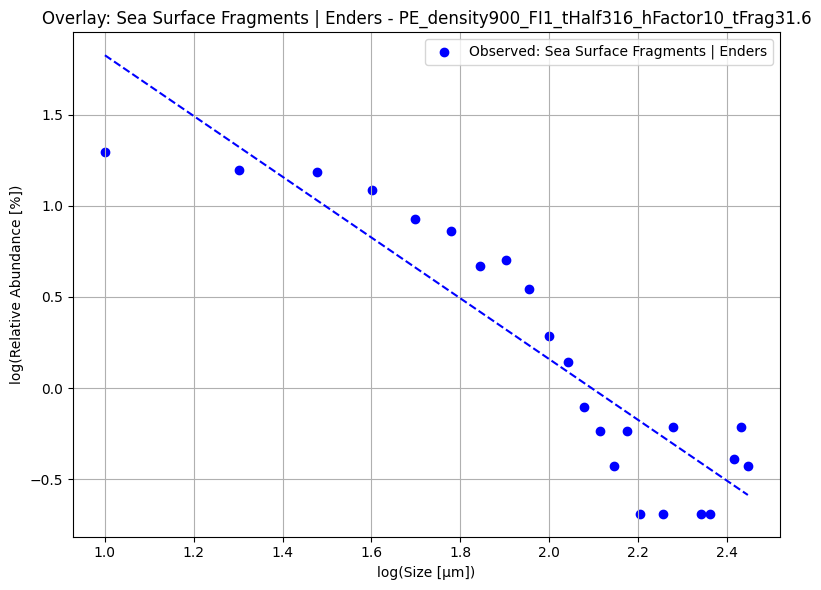 Overlay: Sea Surface Fragments | Enders - PE_density900_FI1_tHalf316_hFactor10_tFrag31.6
Observed: Sea Surface Fragments | Enders
log(Relative Abundance [%])
1.5
1.0
0.5
0.0
−0.5
1.0 1.2 1.4 1.6 1.8 2.0 2.2 2.4
log(Size [μm])